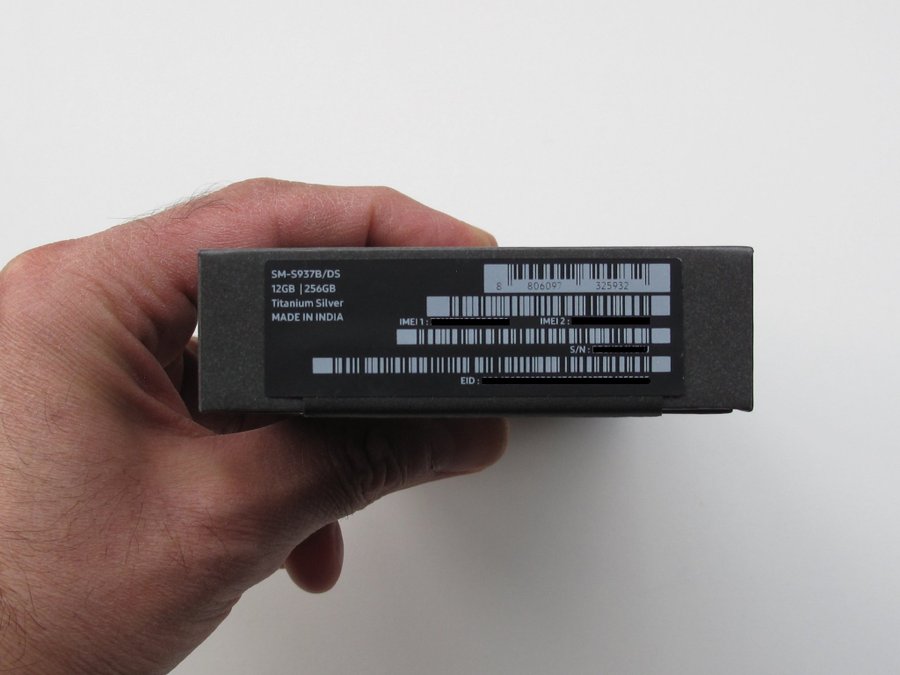 SM-S937B/DS
12GB | 256GB
Titanium Silver
MADE IN INDIA
8 806097 325932
IMEI 1 : IMEI 2 :
S/N :
EID :